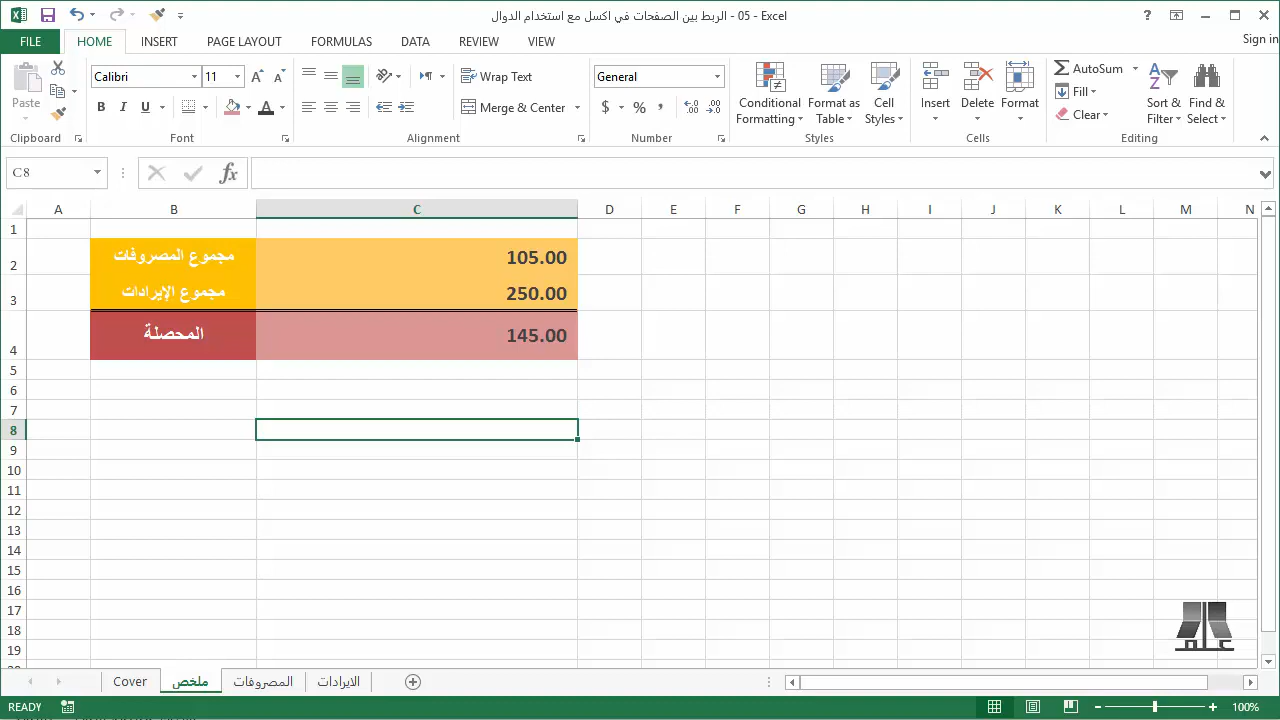 05 - الربط بين الصفحات في اكسل مع استخدام الدوال - Excel
Sign in
FILE HOME INSERT PAGE LAYOUT FORMULAS DATA REVIEW VIEW
Paste
Calibri 11
Wrap Text
Merge & Center
General
$ % ,
Conditional Formatting
Format as Table
Cell Styles
Insert Delete Format
AutoSum
Fill
Clear
Sort & Filter
Find & Select
Clipboard Font Alignment Number Styles Cells Editing
C8 fx
A B C D E F G H I J K L M N
1
2 مجموع المصروفات 105.00
3 مجموع الإيرادات 250.00
4 المحصلة 145.00
5
6
7
8
9
10
11
12
13
14
15
16
17
18
19
Cover ملخص المصروفات الايرادات
READY 100%